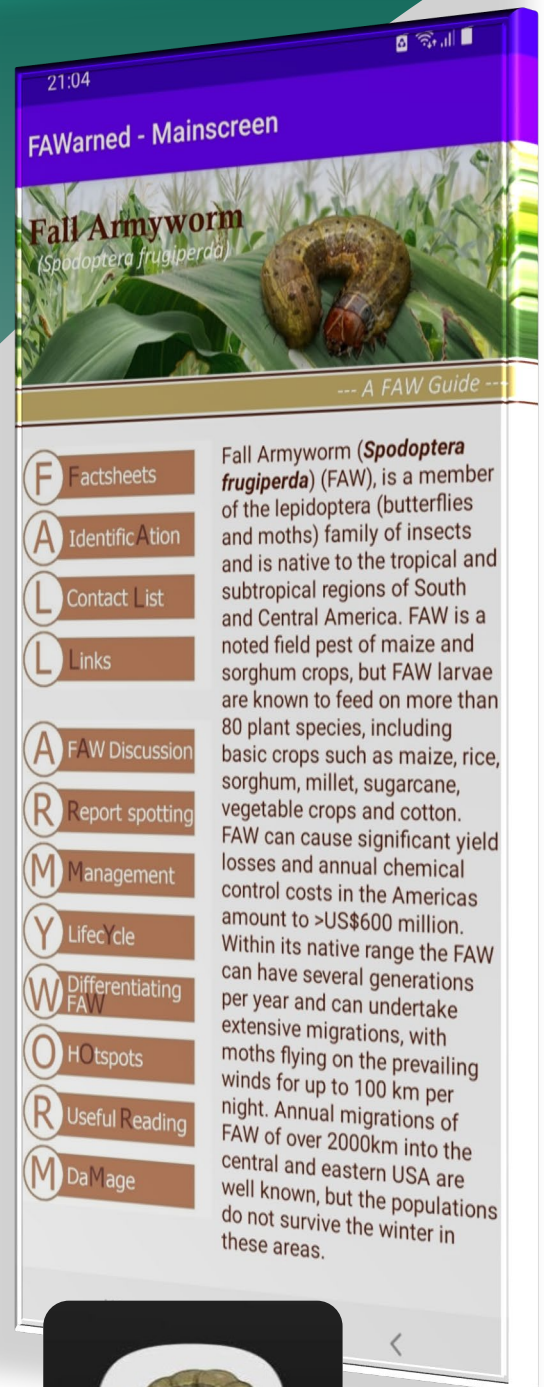 21:04
FAWarned - Mainscreen
Fall Armyworm
(Spodoptera frugiperda)
--- A FAW Guide ---
F Factsheets
A IdentificAtion
L Contact List
L Links
A FAW Discussion
R Report spotting
M Management
Y LifecYcle
W Differentiating
FAW
O HOtspots
R Useful Reading
M DaMage
Fall Armyworm (Spodoptera
frugiperda) (FAW), is a member
of the lepidoptera (butterflies
and moths) family of insects
and is native to the tropical and
subtropical regions of South
and Central America. FAW is a
noted field pest of maize and
sorghum crops, but FAW larvae
are known to feed on more than
80 plant species, including
basic crops such as maize, rice,
sorghum, millet, sugarcane,
vegetable crops and cotton.
FAW can cause significant yield
losses and annual chemical
control costs in the Americas
amount to >US$600 million.
Within its native range the FAW
can have several generations
per year and can undertake
extensive migrations, with
moths flying on the prevailing
winds for up to 100 km per
night. Annual migrations of
FAW of over 2000km into the
central and eastern USA are
well known, but the populations
do not survive the winter in
these areas.